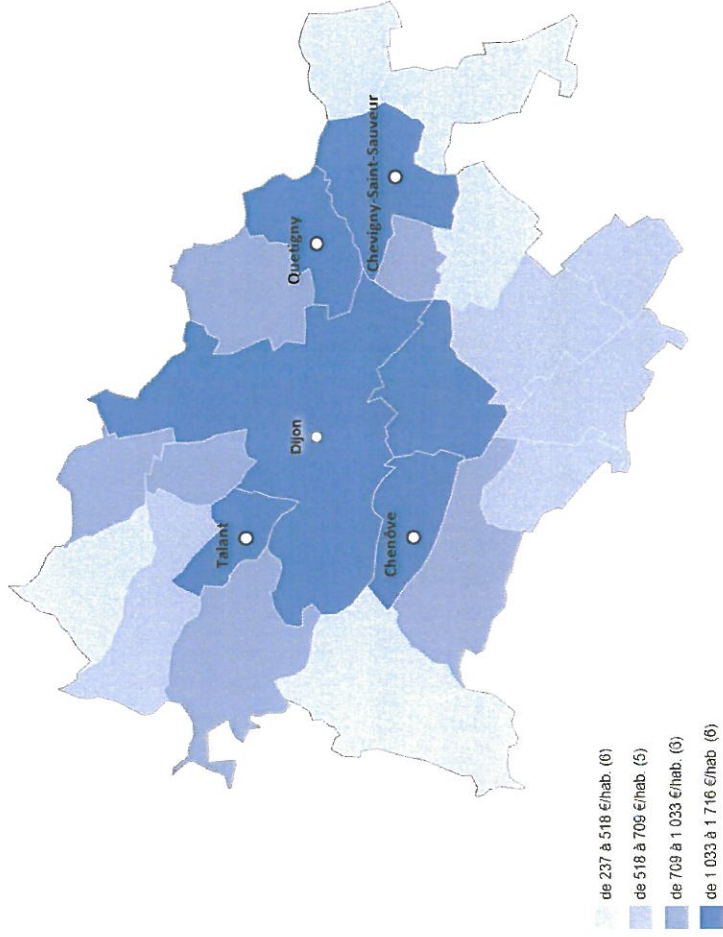 Quetigny
Chevigny-Saint-Sauveur
Dijon
Talant
Chenôve
de 237 à 518 €/hab. (6)
de 518 à 709 €/hab. (5)
de 709 à 1 033 €/hab. (6)
de 1 033 à 1 716 €/hab (6)